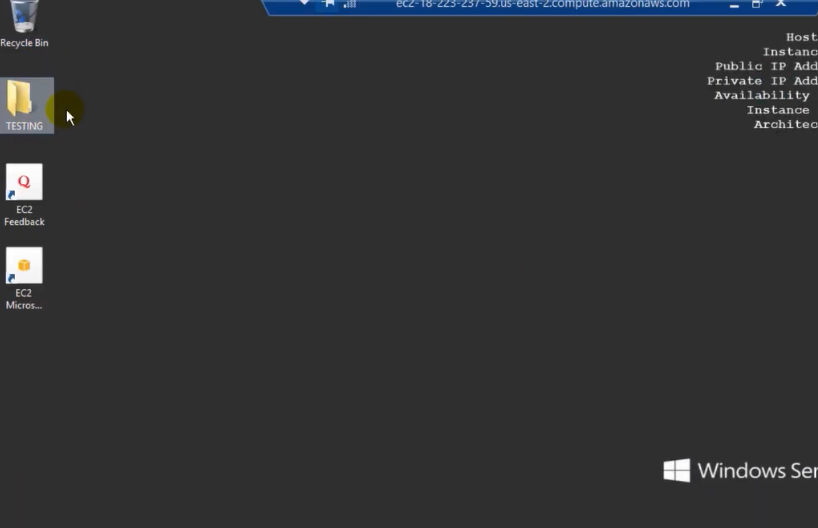 ec2-18-223-237-59.us-east-2.compute.amazonaws.com
Recycle Bin
TESTING
EC2
Feedback
EC2
Micros...
Host
Instanc
Public IP Add
Private IP Add
Availability
Instance
Architec
Windows Ser